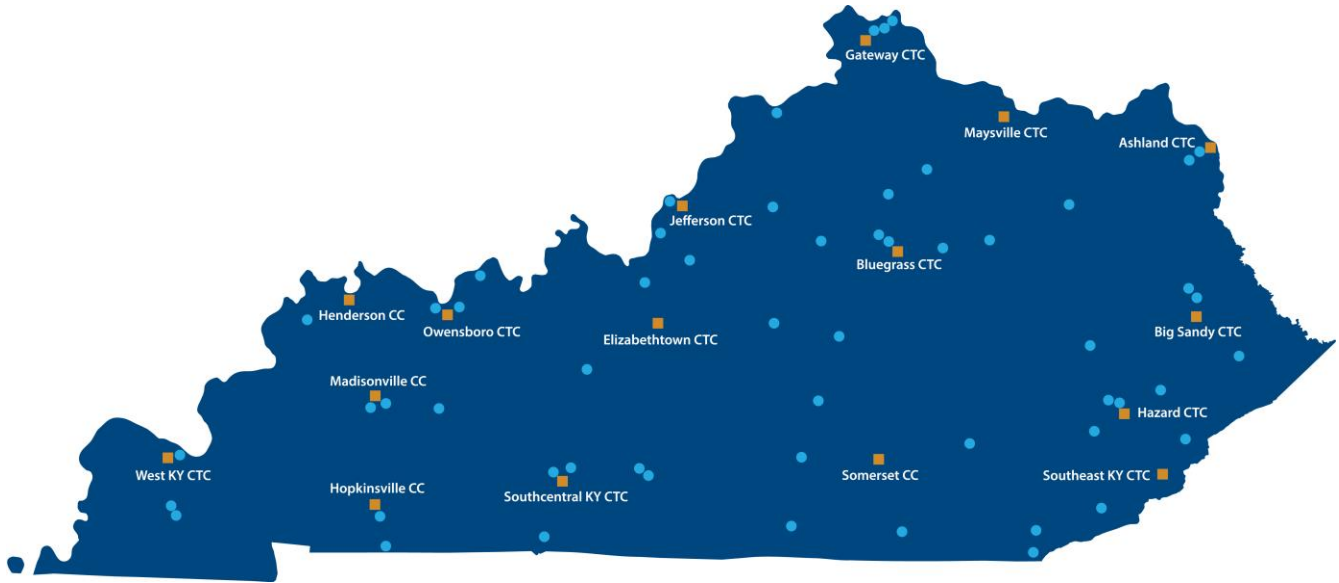 Gateway CTC
Maysville CTC
Ashland CTC
Jefferson CTC
Bluegrass CTC
Henderson CC
Owensboro CTC
Elizabethtown CTC
Big Sandy CTC
Madisonville CC
Hazard CTC
West KY CTC
Hopkinsville CC
Southcentral KY CTC
Somerset CC
Southeast KY CTC